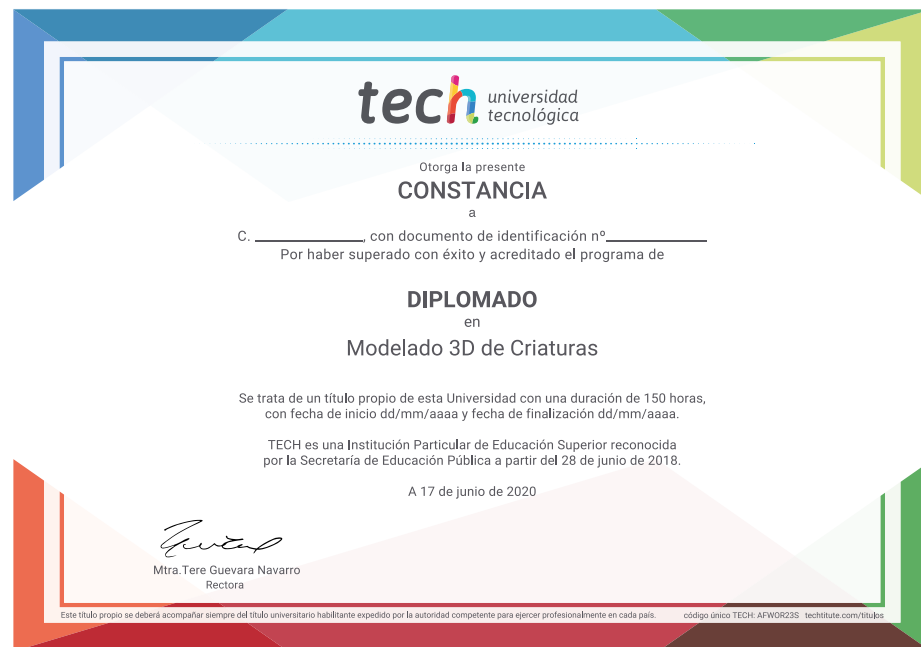 tech universidad
tecnológica
Otorga la presente
CONSTANCIA
a
C. ____________, con documento de identificación nº___________
Por haber superado con éxito y acreditado el programa de
DIPLOMADO
en
Modelado 3D de Criaturas
Se trata de un título propio de esta Universidad con una duración de 150 horas,
con fecha de inicio dd/mm/aaaa y fecha de finalización dd/mm/aaaa.
TECH es una Institución Particular de Educación Superior reconocida
por la Secretaría de Educación Pública a partir del 28 de junio de 2018.
A 17 de junio de 2020
Mtra.Tere Guevara Navarro
Rectora
Este título propio se deberá acompañar siempre del título universitario habilitante expedido por la autoridad competente para ejercer profesionalmente en cada país. código único TECH: AFWOR23S techtitute.com/titulos